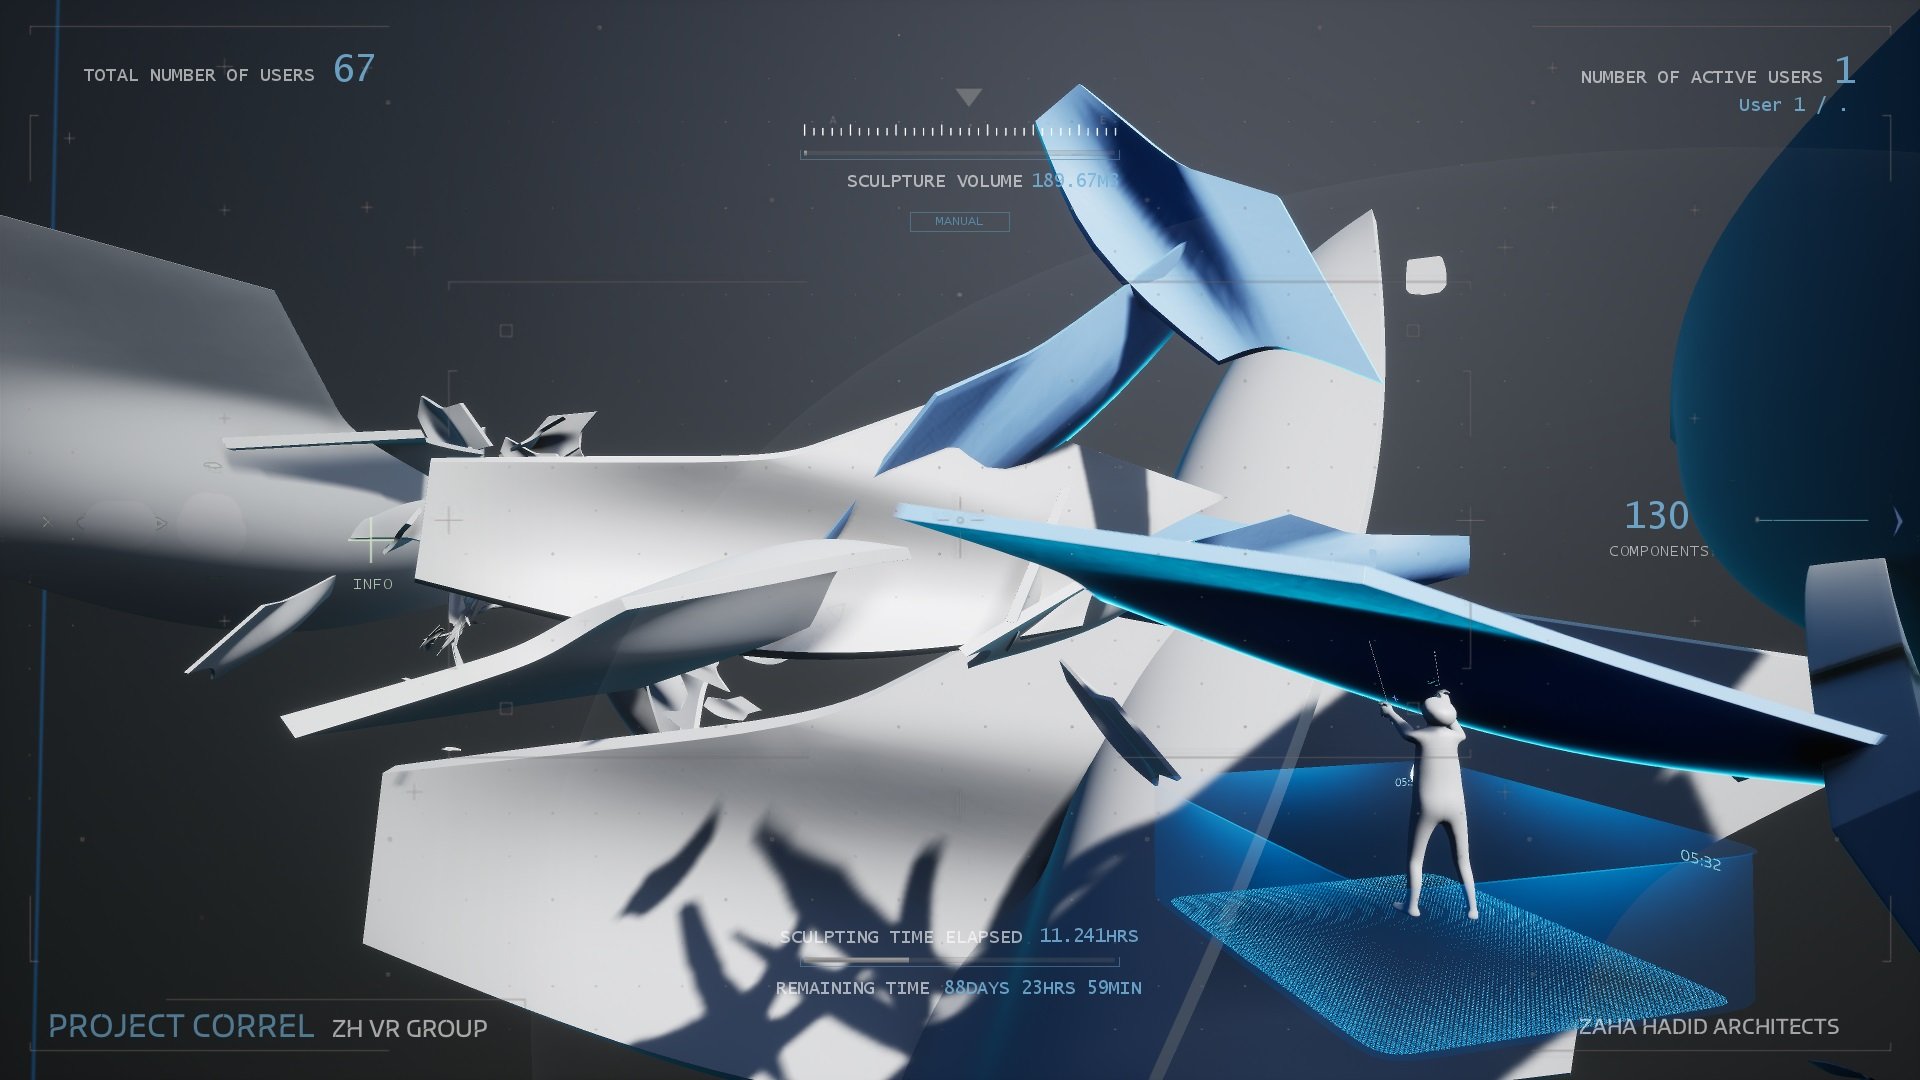 TOTAL NUMBER OF USERS 67
NUMBER OF ACTIVE USERS 1
User 1 / .
A E
SCULPTURE VOLUME 189.67M3
MANUAL
130
COMPONENTS
INFO
05:32
SCULPTING TIME ELAPSED 11.241HRS
REMAINING TIME 88DAYS 23HRS 59MIN
PROJECT CORREL ZH VR GROUP
ZAHA HADID ARCHITECTS